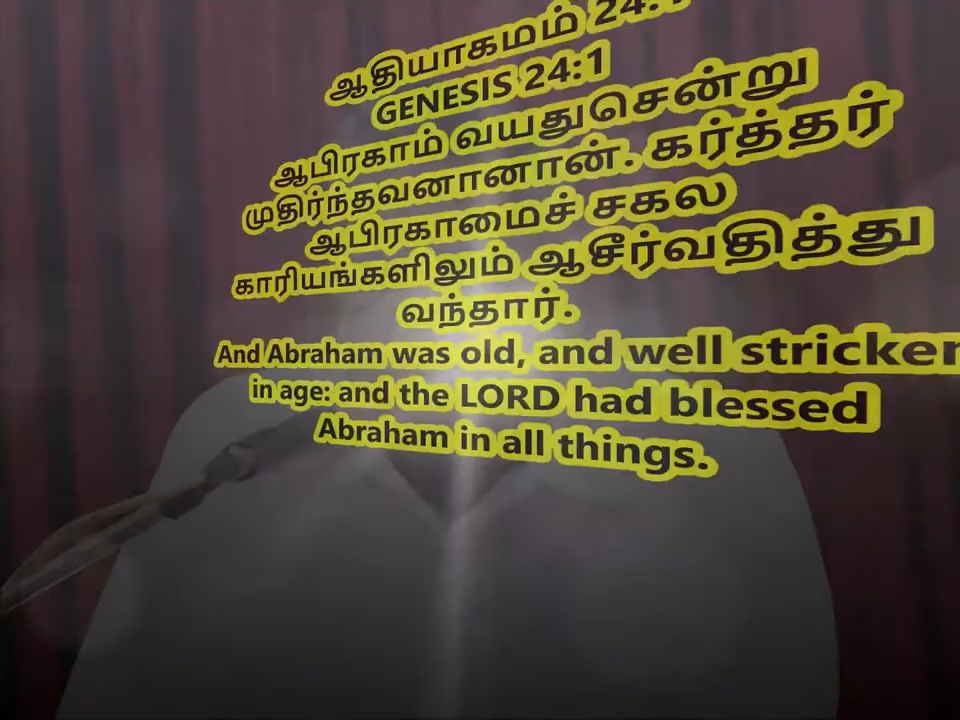 ஆதியாகமம் 24:1
GENESIS 24:1
ஆபிரகாம் வயதுசென்று
முதிர்ந்தவனானான். கர்த்தர்
ஆபிரகாமைச் சகல
காரியங்களிலும் ஆசீர்வதித்து
வந்தார்.
And Abraham was old, and well stricken
in age: and the LORD had blessed
Abraham in all things.